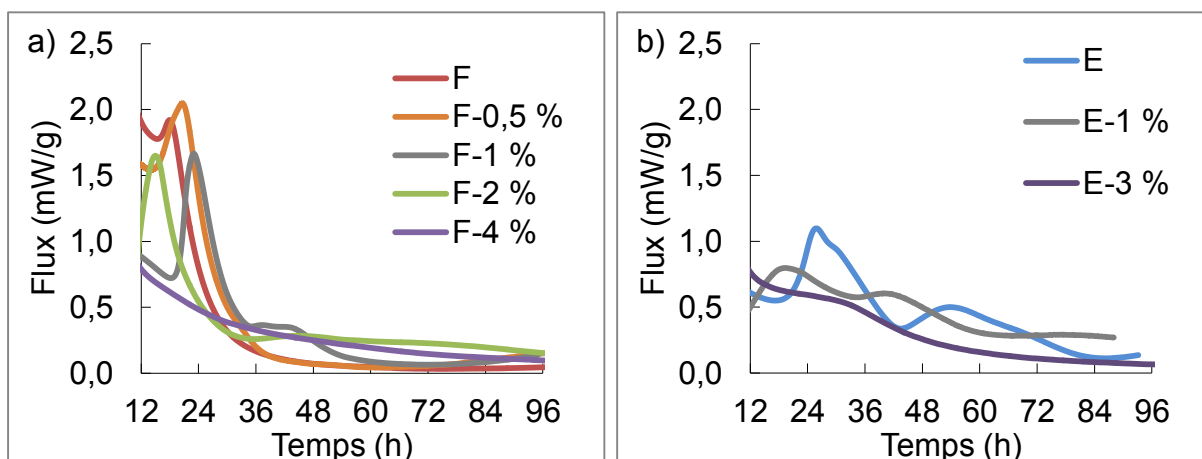 a)
Flux (mW/g)
2,5
2,0
1,5
1,0
0,5
0,0
12 24 36 48 60 72 84 96
Temps (h)
F
F-0,5 %
F-1 %
F-2 %
F-4 %
b)
Flux (mW/g)
2,5
2,0
1,5
1,0
0,5
0,0
12 24 36 48 60 72 84 96
Temps (h)
E
E-1 %
E-3 %